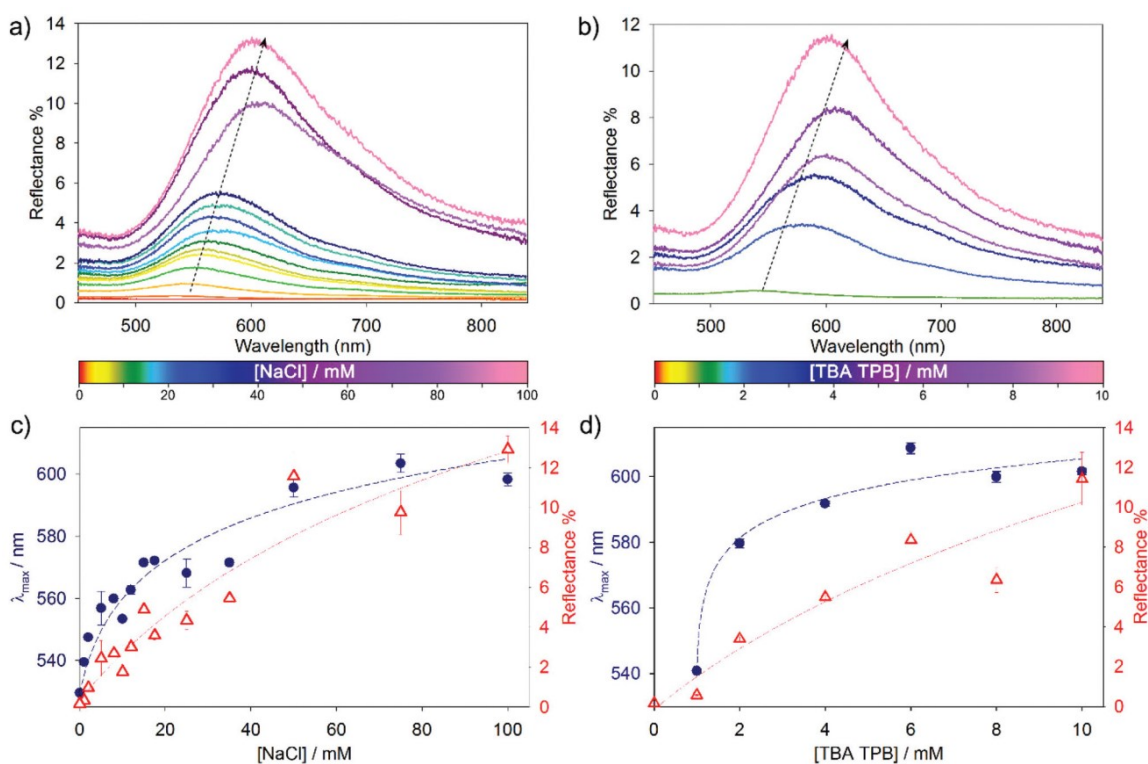 a)
14
12
10
8
6
4
2
0
Reflectance %
500 600 700 800
Wavelength (nm)
[NaCl] / mM
0 20 40 60 80 100
b)
12
10
8
6
4
2
0
Reflectance %
500 600 700 800
Wavelength (nm)
[TBA TPB] / mM
0 2 4 6 8 10
c)
600
580
560
540
λmax / nm
14
12
10
8
6
4
2
0
Reflectance %
0 20 40 60 80 100
[NaCl] / mM
d)
600
580
560
540
λmax / nm
14
12
10
8
6
4
2
0
Reflectance %
0 2 4 6 8 10
[TBA TPB] / mM